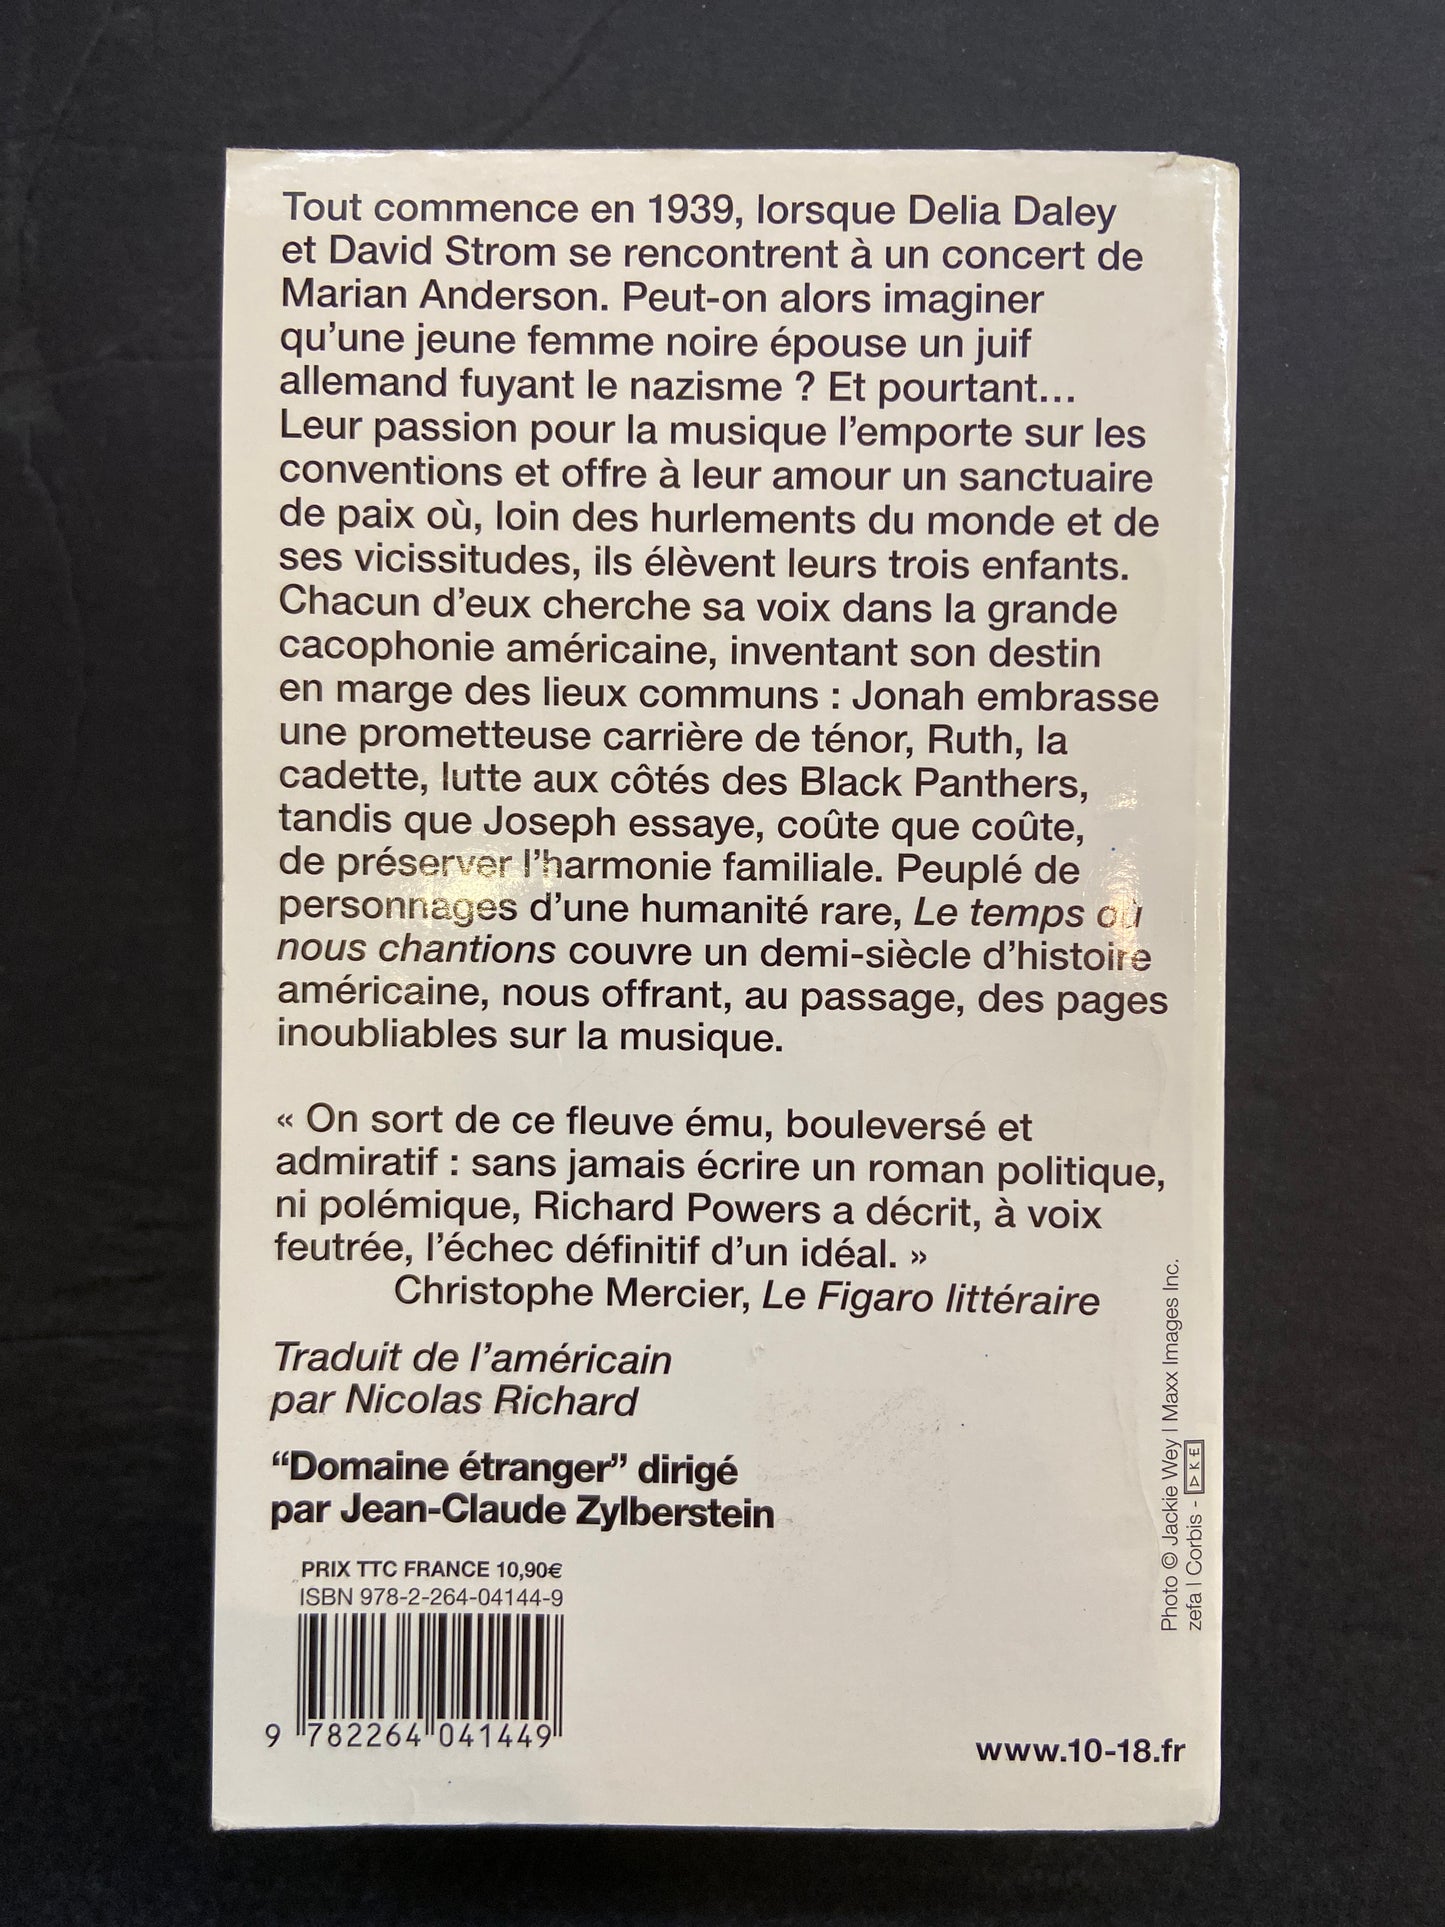 Tout commence en 1939, lorsque Delia Daley
et David Strom se rencontrent à un concert de
Marian Anderson. Peut-on alors imaginer
qu’une jeune femme noire épouse un juif
allemand fuyant le nazisme ? Et pourtant…
Leur passion pour la musique l’emporte sur les
conventions et offre à leur amour un sanctuaire
de paix où, loin des hurlements du monde et de
ses vicissitudes, ils élèvent leurs trois enfants.
Chacun d’eux cherche sa voix dans la grande
cacophonie américaine, inventant son destin
en marge des lieux communs : Jonah embrasse
une prometteuse carrière de ténor, Ruth, la
cadette, lutte aux côtés des Black Panthers,
tandis que Joseph essaye, coûte que coûte,
de préserver l’harmonie familiale. Peuplé de
personnages d’une humanité rare, Le temps où
nous chantions couvre un demi-siècle d’histoire
américaine, nous offrant, au passage, des pages
inoubliables sur la musique.
« On sort de ce fleuve ému, bouleversé et
admiratif : sans jamais écrire un roman politique,
ni polémique, Richard Powers a décrit, à voix
feutrée, l’échec définitif d’un idéal. »
Christophe Mercier, Le Figaro littéraire
Traduit de l’américain
par Nicolas Richard
“Domaine étranger” dirigé
par Jean-Claude Zylberstein
PRIX TTC FRANCE 10,90€
ISBN 978-2-264-04144-9
9 782264 041449
www.10-18.fr
Photo © Jackie Wey | Maxx Images Inc.
zefa | Corbis -